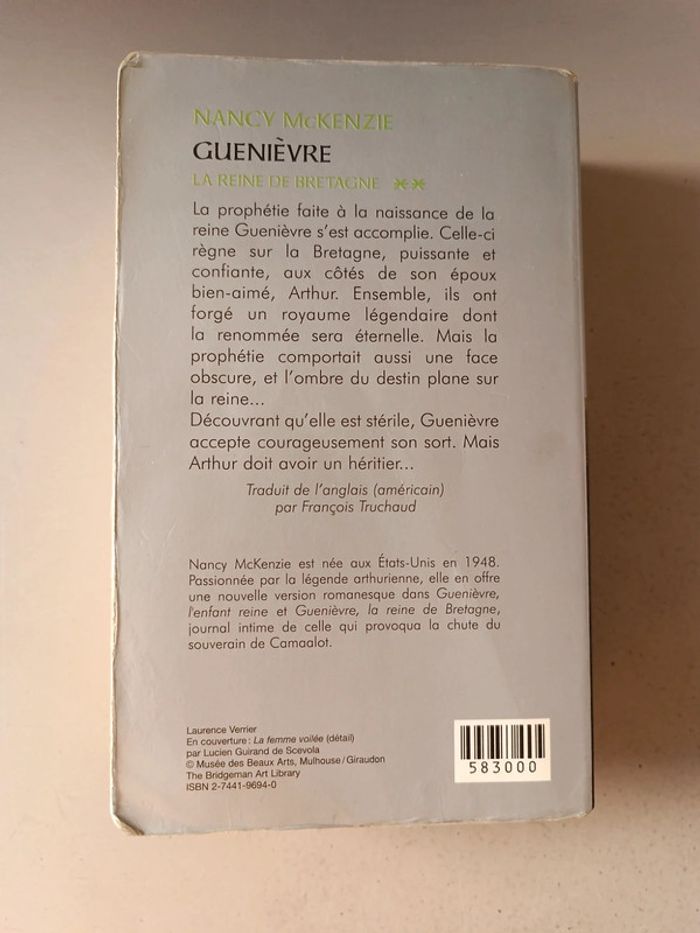 NANCY McKENZIE
GUENIÈVRE
LA REINE DE BRETAGNE **
La prophétie faite à la naissance de la
reine Guenièvre s'est accomplie. Celle-ci
règne sur la Bretagne, puissante et
confiante, aux côtés de son époux
bien-aimé, Arthur. Ensemble, ils ont
forgé un royaume légendaire dont
la renommée sera éternelle. Mais la
prophétie comportait aussi une face
obscure, et l'ombre du destin plane sur
la reine...
Découvrant qu'elle est stérile, Guenièvre
accepte courageusement son sort. Mais
Arthur doit avoir un héritier...
Traduit de l'anglais (américain)
par François Truchaud
Nancy McKenzie est née aux États-Unis en 1948.
Passionnée par la légende arthurienne, elle en offre
une nouvelle version romanesque dans Guenièvre,
l'enfant reine et Guenièvre, la reine de Bretagne,
journal intime de celle qui provoqua la chute du
souverain de Camaalot.
Laurence Verrier
En couverture : La femme voilée (détail)
par Lucien Guirand de Scevola
© Musée des Beaux Arts, Mulhouse / Giraudon
The Bridgeman Art Library
ISBN 2-7441-9694-0
583000